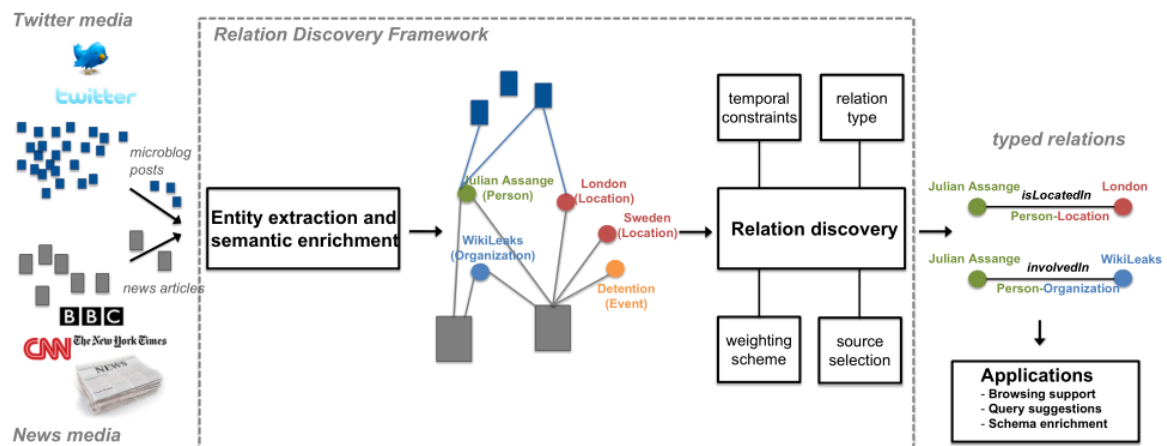 Twitter media
twitter
microblog
posts
news articles
BBC
CNN The New York Times
NEWS
News media
Relation Discovery Framework
Entity extraction and
semantic enrichment
Julian Assange
(Person)
London
(Location)
Sweden
(Location)
WikiLeaks
(Organization)
Detention
(Event)
temporal
constraints
relation
type
Relation discovery
weighting
scheme
source
selection
typed relations
Julian Assange isLocatedIn London
Person-Location
Julian Assange involvedIn WikiLeaks
Person-Organization
Applications
- Browsing support
- Query suggestions
- Schema enrichment